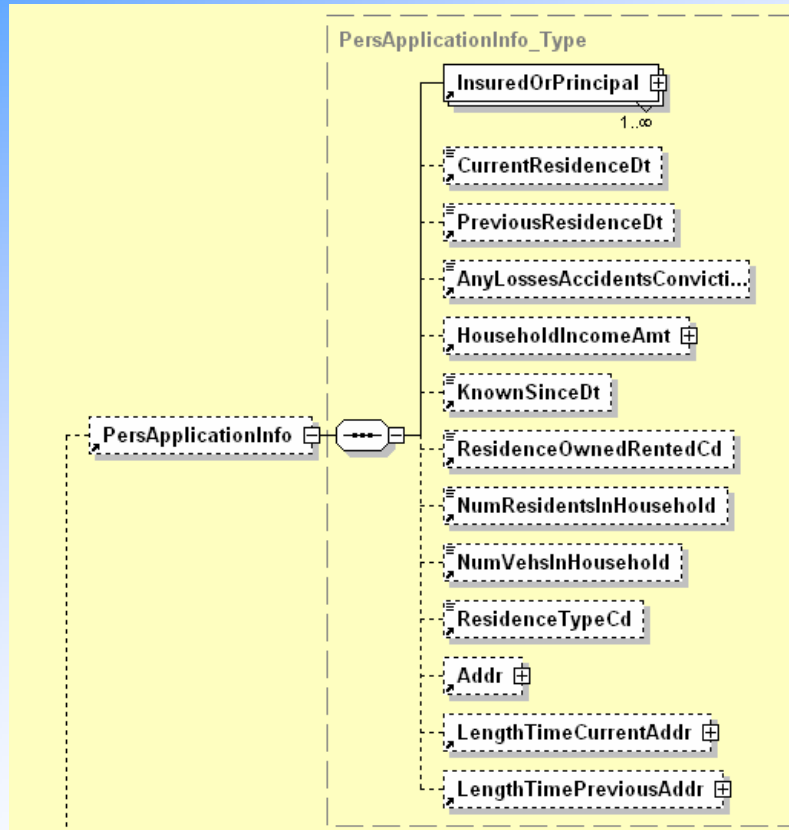 PersApplicationInfo_Type
InsuredOrPrincipal
1..∞
CurrentResidenceDt
PreviousResidenceDt
AnyLossesAccidentsConvicti...
HouseholdIncomeAmt
KnownSinceDt
PersApplicationInfo
ResidenceOwnedRentedCd
NumResidentsInHousehold
NumVehsInHousehold
ResidenceTypeCd
Addr
LengthTimeCurrentAddr
LengthTimePreviousAddr